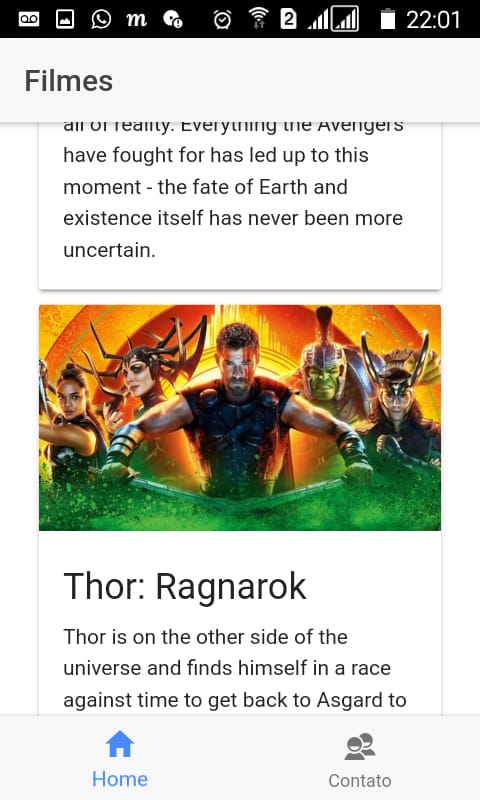 22:01
Filmes
all of reality. Everything the Avengers
have fought for has led up to this
moment - the fate of Earth and
existence itself has never been more
uncertain.
Thor: Ragnarok
Thor is on the other side of the
universe and finds himself in a race
against time to get back to Asgard to
Home
Contato